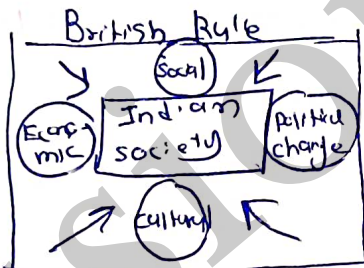 British Rule
Social
Econo-
mic
Indian
society
Political
change
Cultural